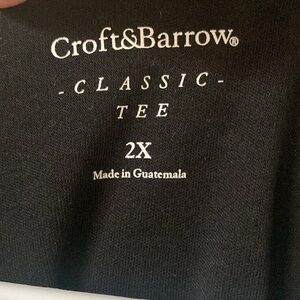 Croft&Barrow®
- CLASSIC -
TEE
2X
Made in Guatemala